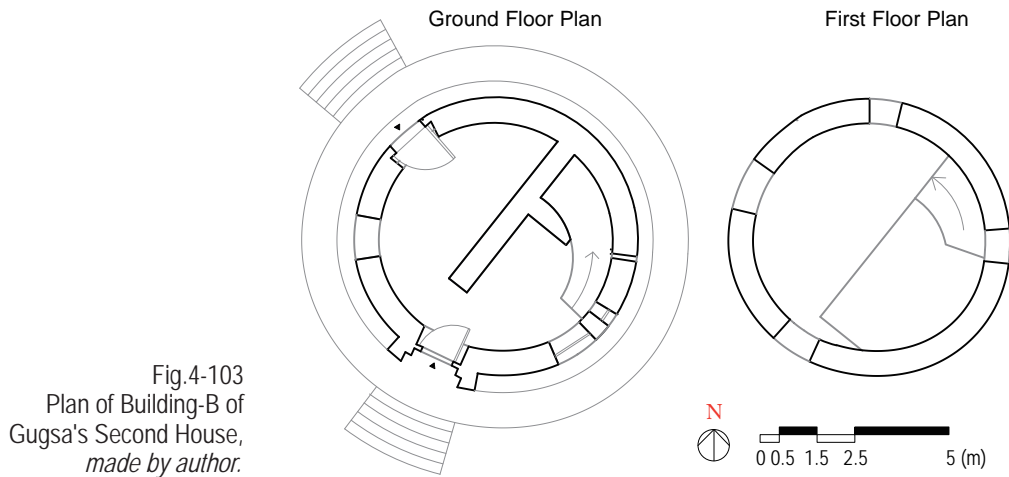 Ground Floor Plan
First Floor Plan
Fig.4-103
Plan of Building-B of
Gugsa's Second House,
made by author.
N
0 0.5 1.5 2.5 5 (m)